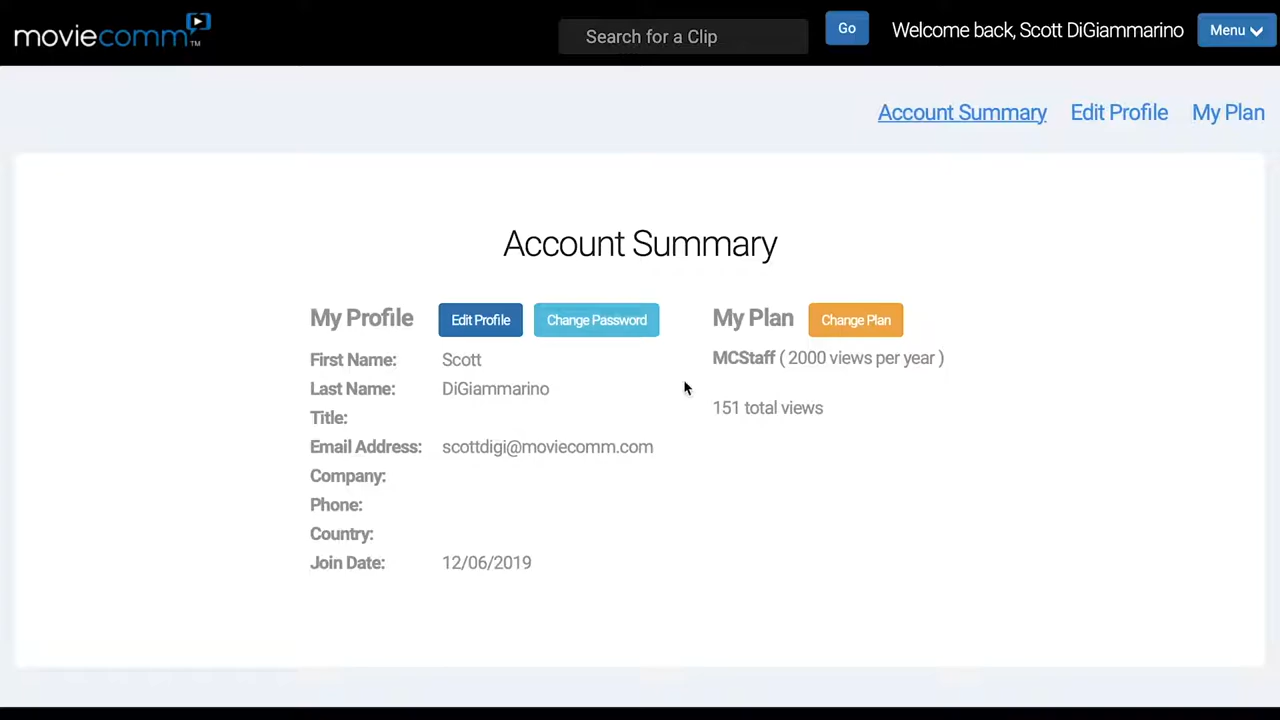 moviecomm™
Search for a Clip
Go
Welcome back, Scott DiGiammarino
Menu
Account Summary
Edit Profile
My Plan
Account Summary
My Profile
Edit Profile
Change Password
First Name: Scott
Last Name: DiGiammarino
Title:
Email Address: scottdigi@moviecomm.com
Company:
Phone:
Country:
Join Date: 12/06/2019
My Plan
Change Plan
MCStaff ( 2000 views per year )
151 total views